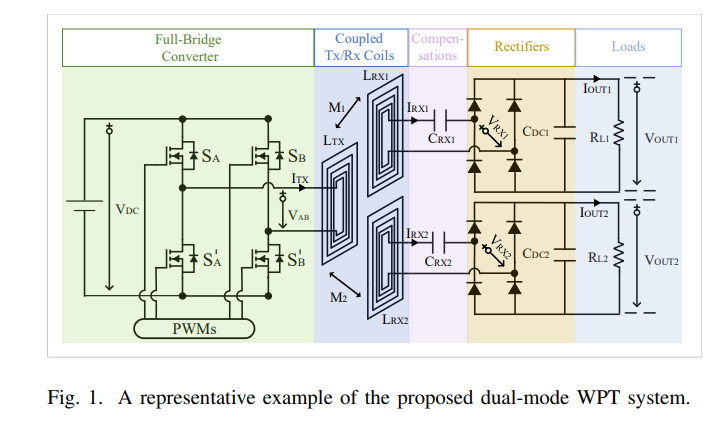 Full-Bridge
Converter
Coupled
Tx/Rx Coils
Compen-
sations
Rectifiers
Loads
LRX1
M1
IRX1
CRX1
VRX1
CDC1
IOUT1
RL1
VOUT1
LTX
SA
SB
ITX
VDC
VAB
S'A
S'B
IRX2
CRX2
VRX2
CDC2
IOUT2
RL2
VOUT2
M2
LRX2
PWMs
Fig. 1. A representative example of the proposed dual-mode WPT system.